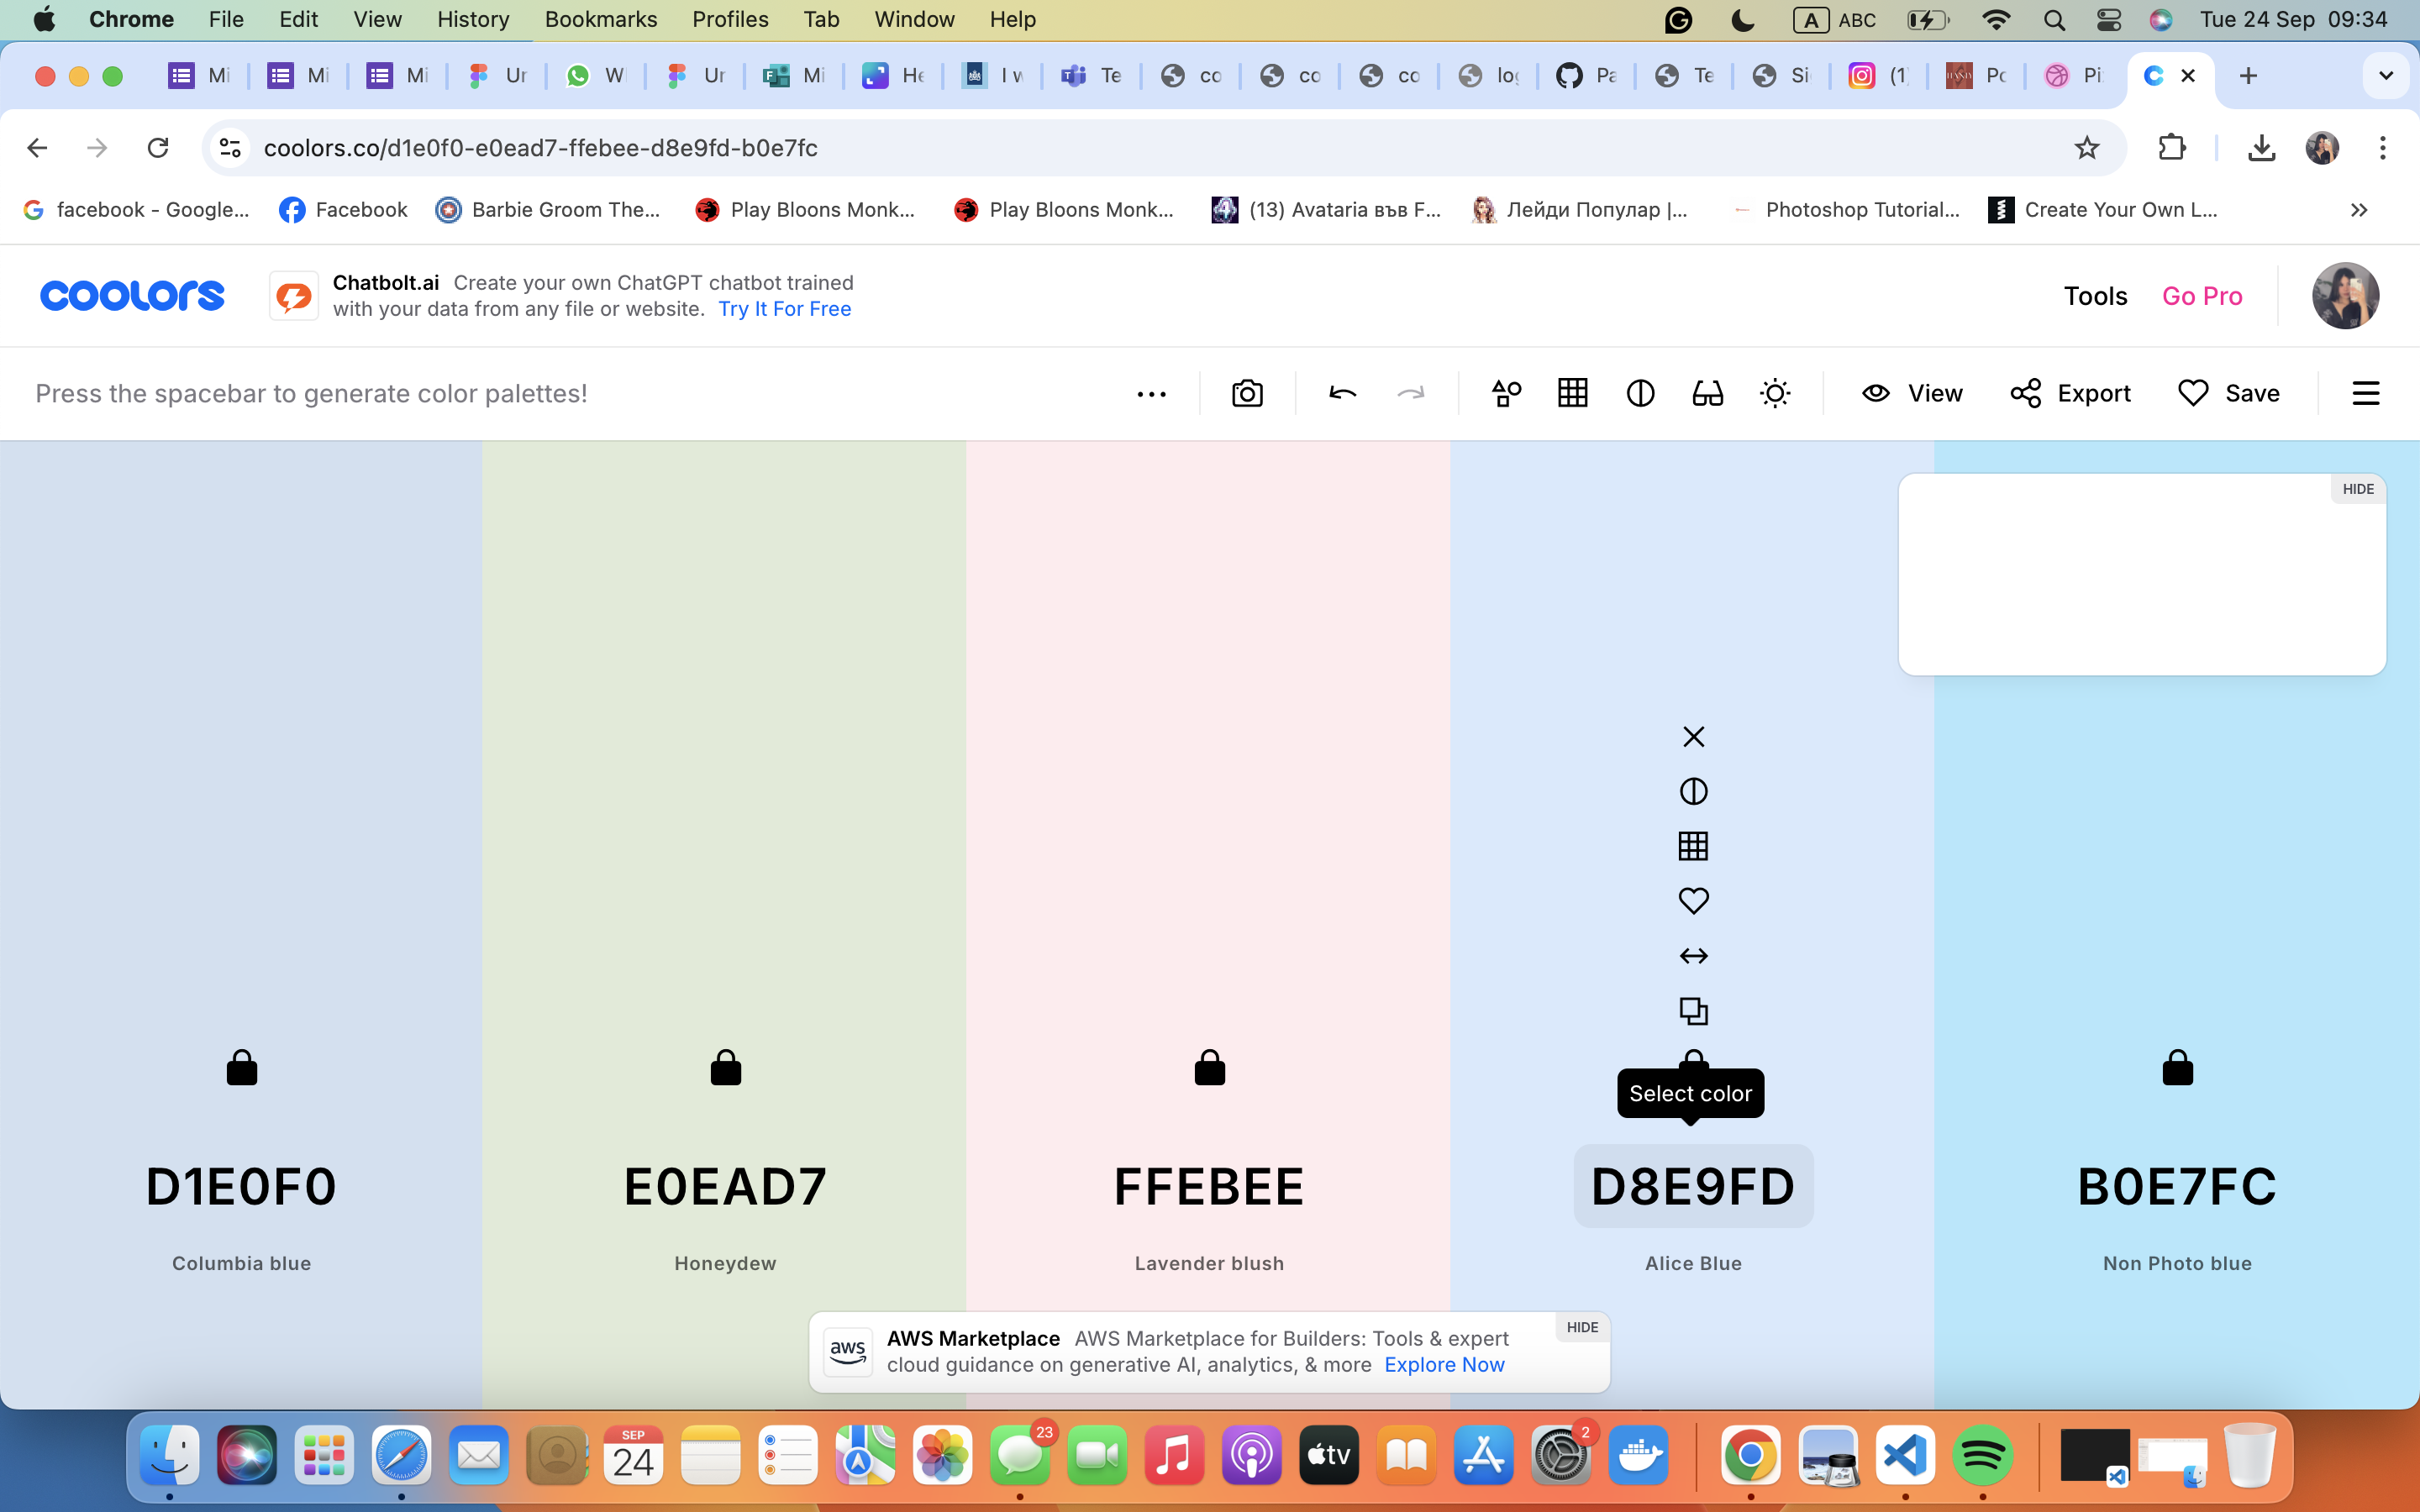 Chrome File Edit View History Bookmarks Profiles Tab Window Help A ABC Tue 24 Sep 09:34
Mi Mi Mi Ur W Ur Mi He I w Te co co co log Pa Te Si (1) Pc Pi
coolors.co/d1e0f0-e0ead7-ffebee-d8e9fd-b0e7fc
facebook - Google... Facebook Barbie Groom The... Play Bloons Monk... Play Bloons Monk... (13) Avataria във F... Лейди Популар |... Photoshop Tutorial... Create Your Own L...
coolors
Chatbolt.ai Create your own ChatGPT chatbot trained
with your data from any file or website. Try It For Free
Tools Go Pro
Press the spacebar to generate color palettes!
View Export Save
HIDE
Select color
D1E0F0 E0EAD7 FFEBEE D8E9FD B0E7FC
Columbia blue Honeydew Lavender blush Alice Blue Non Photo blue
aws
AWS Marketplace AWS Marketplace for Builders: Tools & expert
cloud guidance on generative AI, analytics, & more Explore Now
HIDE
SEP
24
23
tv
2